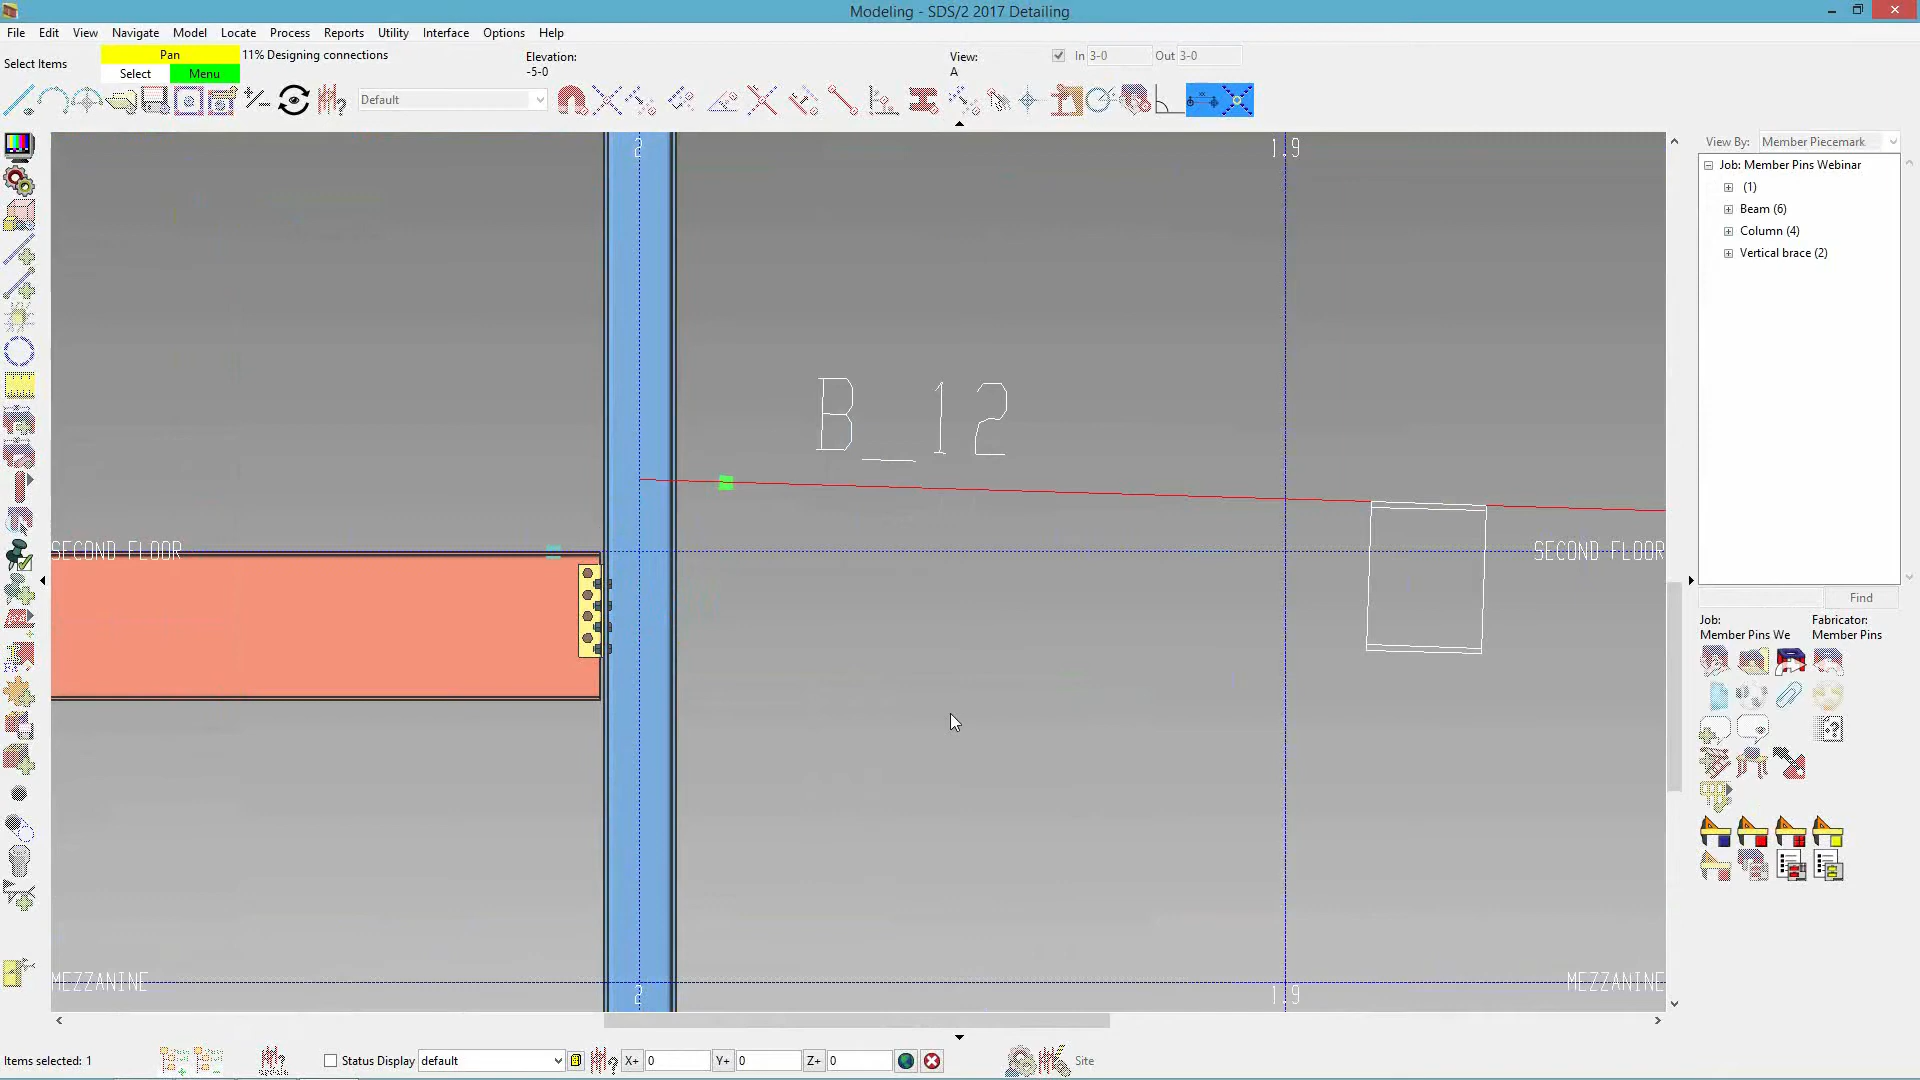 Modeling - SDS/2 2017 Detailing
File Edit View Navigate Model Locate Process Reports Utility Interface Options Help
Select Items
Pan
11% Designing connections
Select
Menu
Elevation:
-5-0
View:
A
In 3-0
Out 3-0
Default
2
1.9
B_12
SECOND FLOOR
SECOND FLOOR
MEZZANINE
MEZZANINE
2
1.9
View By: Member Piecemark
Job: Member Pins Webinar
(1)
Beam (6)
Column (4)
Vertical brace (2)
Find
Job:
Member Pins We
Fabricator:
Member Pins
Items selected: 1
Status Display
default
X+ 0
Y+ 0
Z+ 0
Site